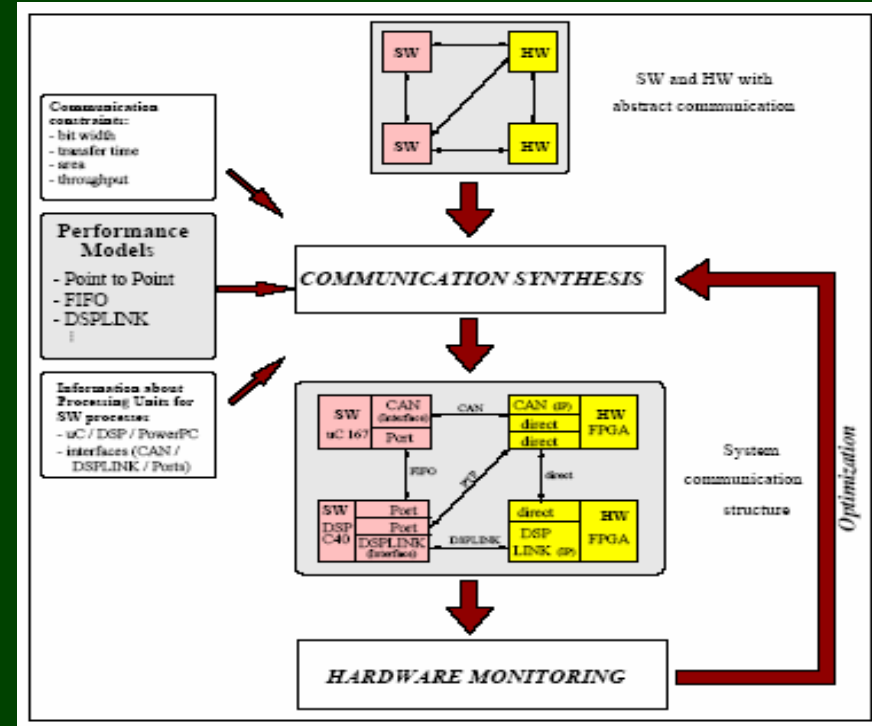 SW
HW
SW
HW
SW and HW with
abstract communication
Communication
constraints:
- bit width
- transfer time
- area
- throughput
Performance
Models
- Point to Point
- FIFO
- DSPLINK
⋮
Information about
Processing Units for
SW processes
- uC / DSP / PowerPC
- interfaces (CAN /
DSPLINK / Ports)
COMMUNICATION SYNTHESIS
SW
uC 167
CAN
(Interface)
Port
CAN
CAN (IP)
direct
direct
HW
FPGA
FIFO
PTP
direct
SW
DSP
C40
Port
Port
DSPLINK
(Interface)
DSPLINK
direct
DSP
LINK (IP)
HW
FPGA
System
communication
structure
Optimization
HARDWARE MONITORING